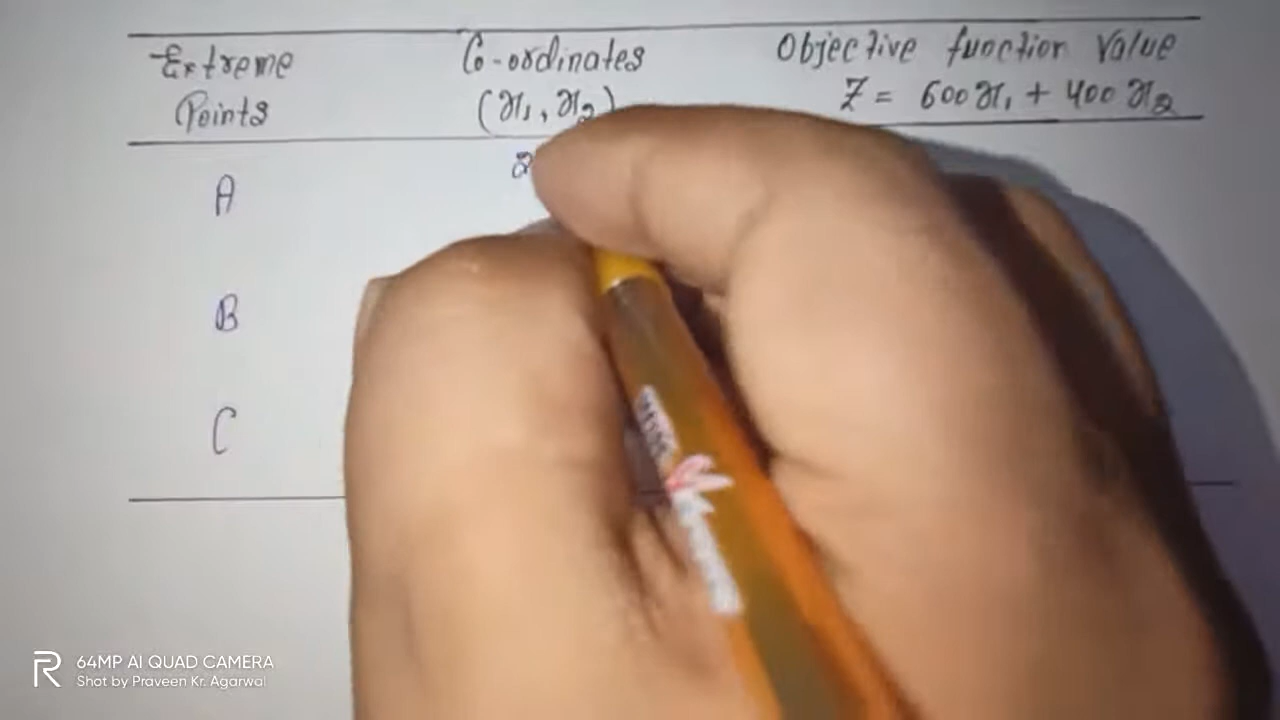 Extreme Co-ordinates Objective function Value
Points (x₁, x₂) Z = 600x₁ + 400x₂
A
B
C
64MP AI QUAD CAMERA
Shot by Praveen Kr. Agarwal